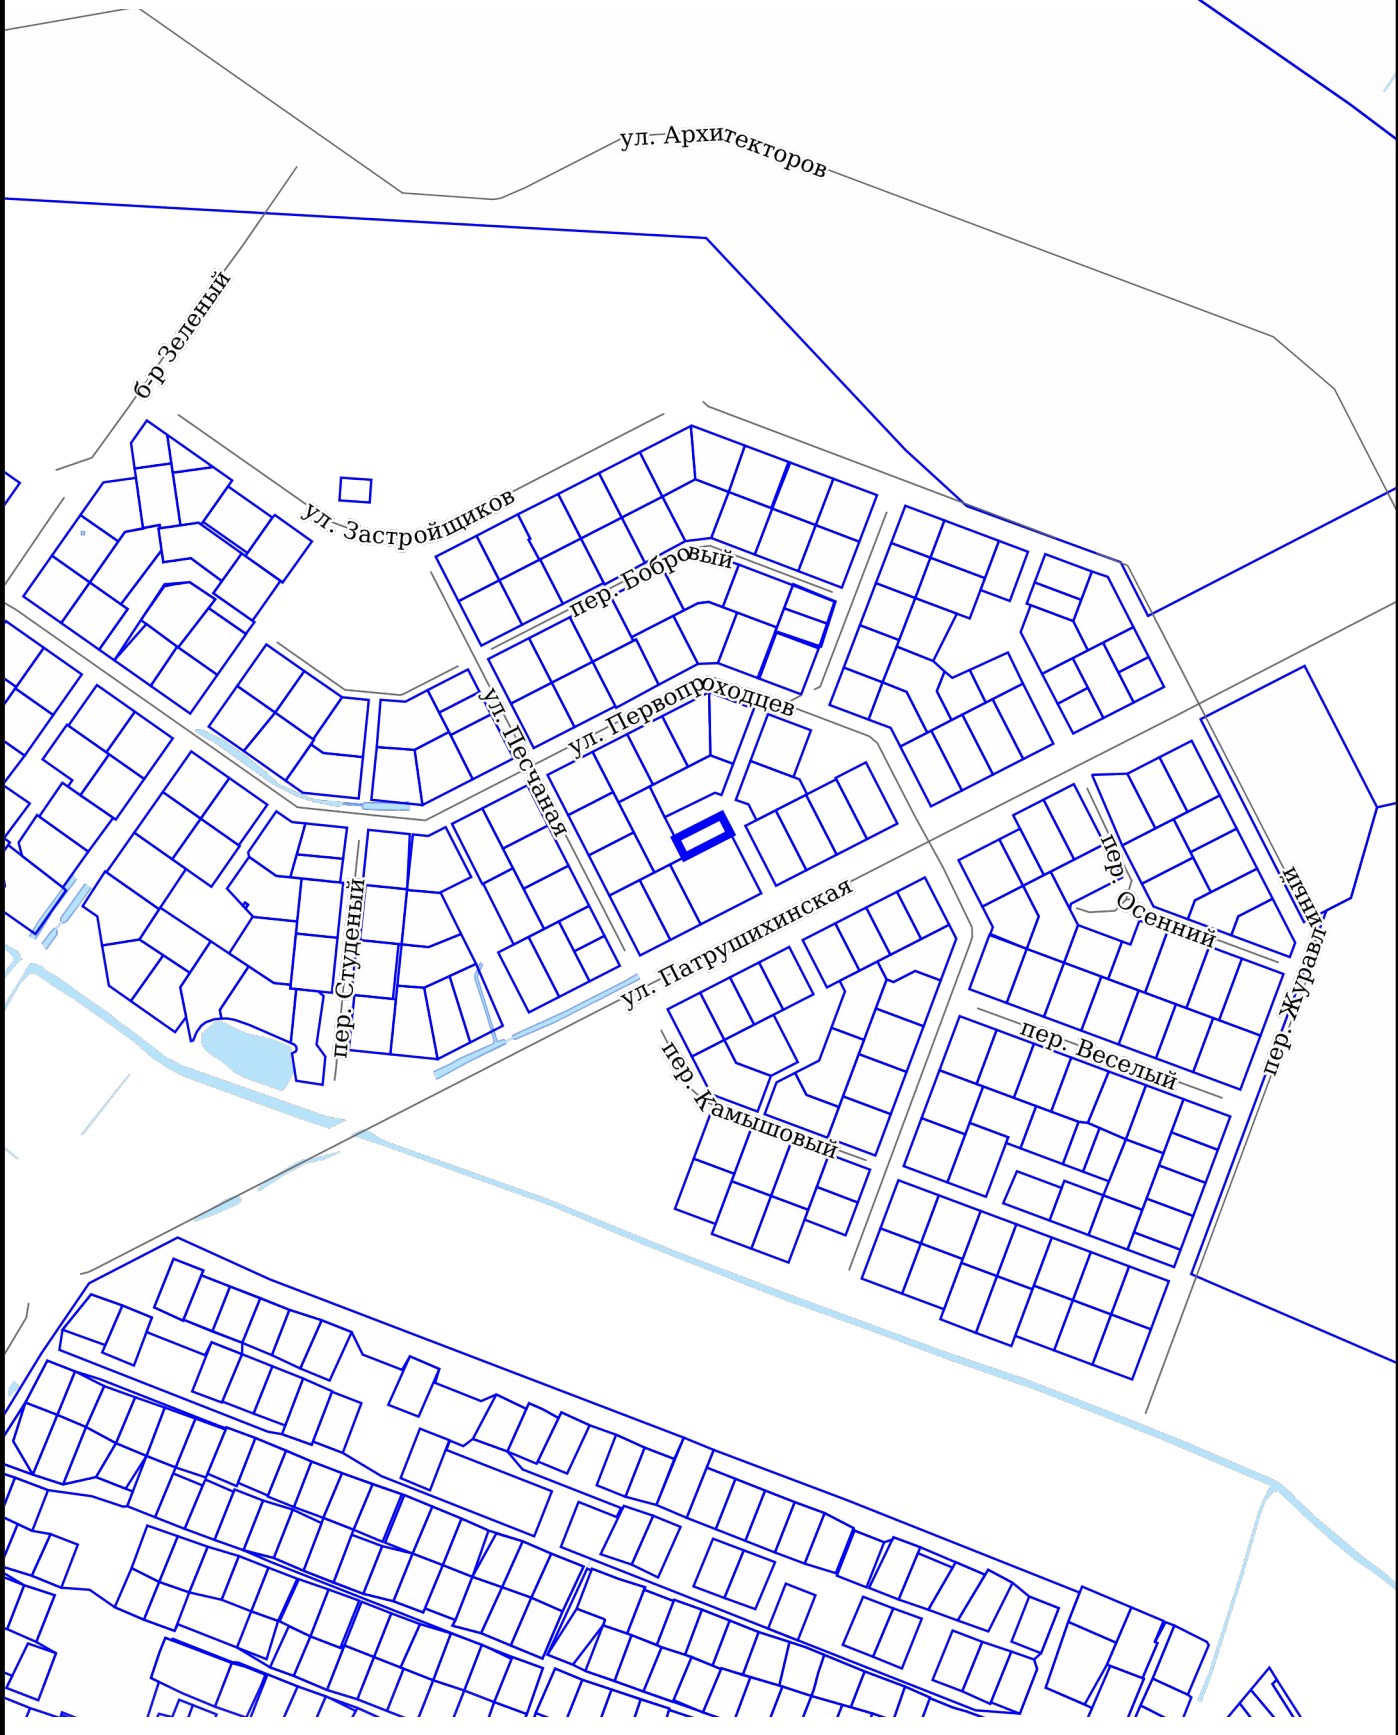 ул. Архитекторов
б-р Зеленый
ул. Застройщиков
пер. Бобровый
ул. Первопроходцев
ул. Песчаная
пер. Осенний
пер. Студеный
ул. Патрушихинская
пер. Журавлиный
пер. Веселый
пер. Камышовый